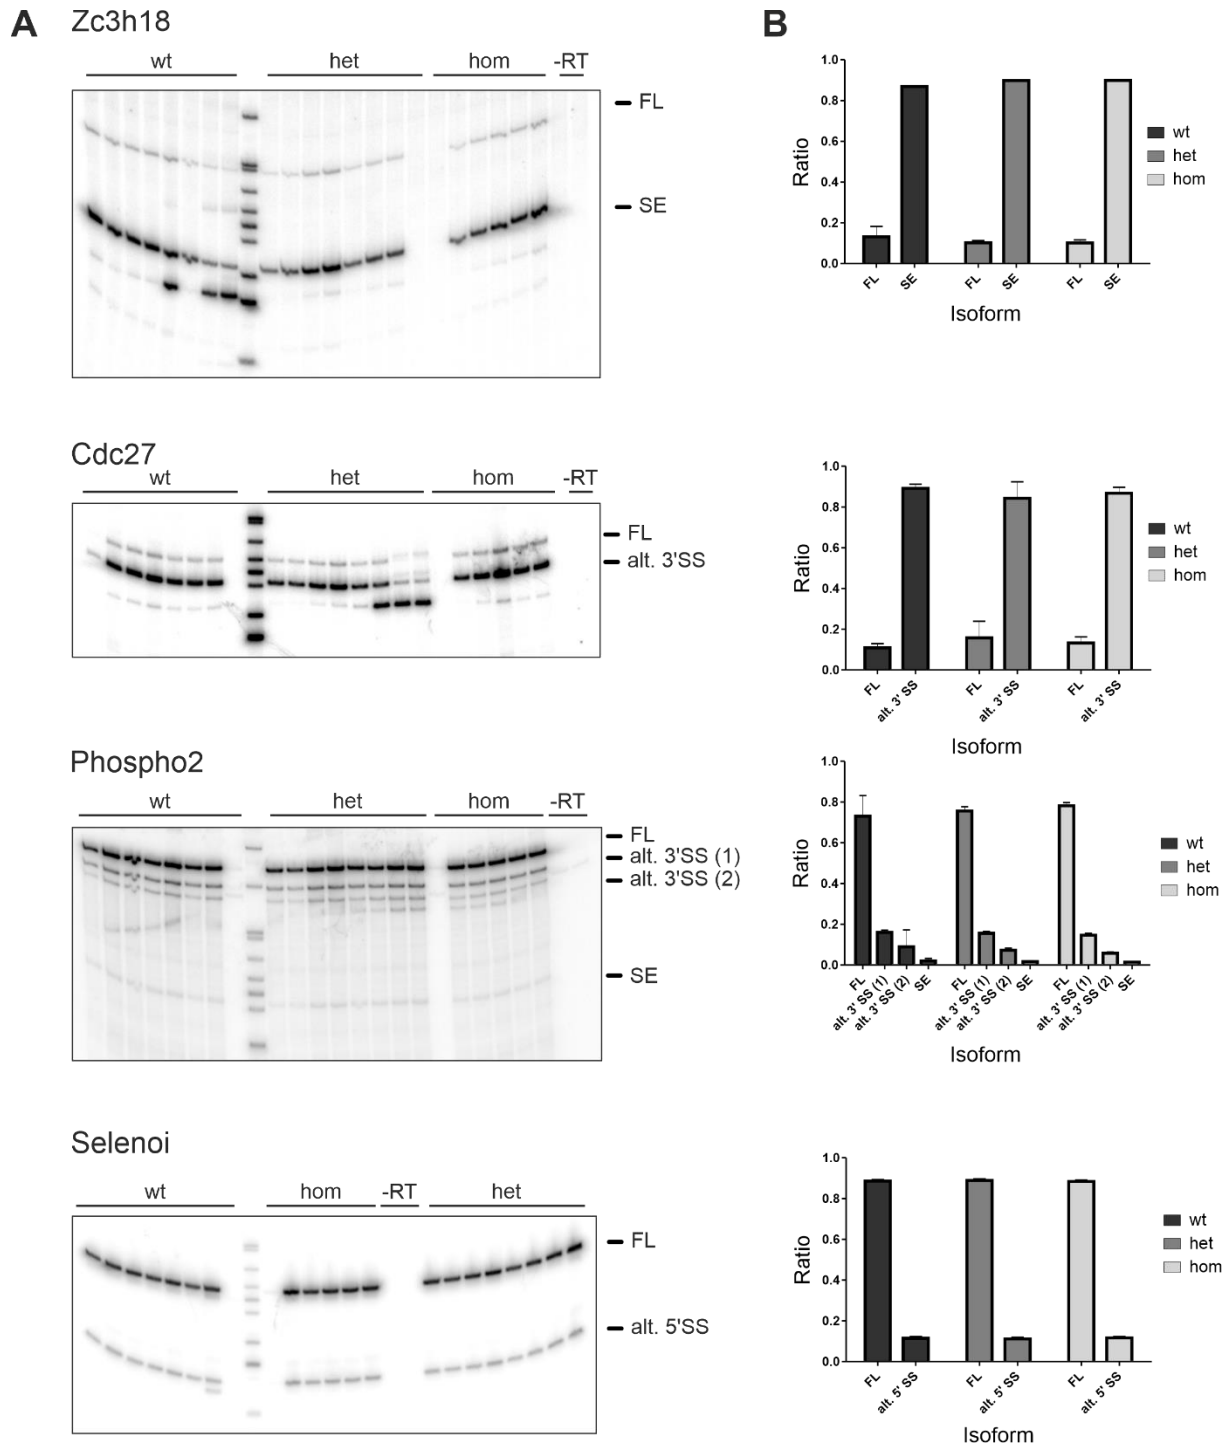 A
Zc3h18
wt
het
hom
-RT
FL
SE
B
1.0
0.8
0.6
0.4
0.2
0.0
Ratio
FL
SE
FL
SE
FL
SE
Isoform
wt
het
hom
Cdc27
wt
het
hom
-RT
FL
alt. 3'SS
1.0
0.8
0.6
0.4
0.2
0.0
Ratio
FL
alt. 3' SS
FL
alt. 3' SS
FL
alt. 3' SS
Isoform
wt
het
hom
Phospho2
wt
het
hom
-RT
FL
alt. 3'SS (1)
alt. 3'SS (2)
SE
1.0
0.8
0.6
0.4
0.2
0.0
Ratio
FL
alt. 3' SS (1)
alt. 3' SS (2)
SE
FL
alt. 3' SS (1)
alt. 3' SS (2)
SE
FL
alt. 3' SS (1)
alt. 3' SS (2)
SE
Isoform
wt
het
hom
Selenoi
wt
hom
-RT
het
FL
alt. 5'SS
1.0
0.8
0.6
0.4
0.2
0.0
Ratio
FL
alt. 5' SS
FL
alt. 5' SS
FL
alt. 5' SS
Isoform
wt
het
hom